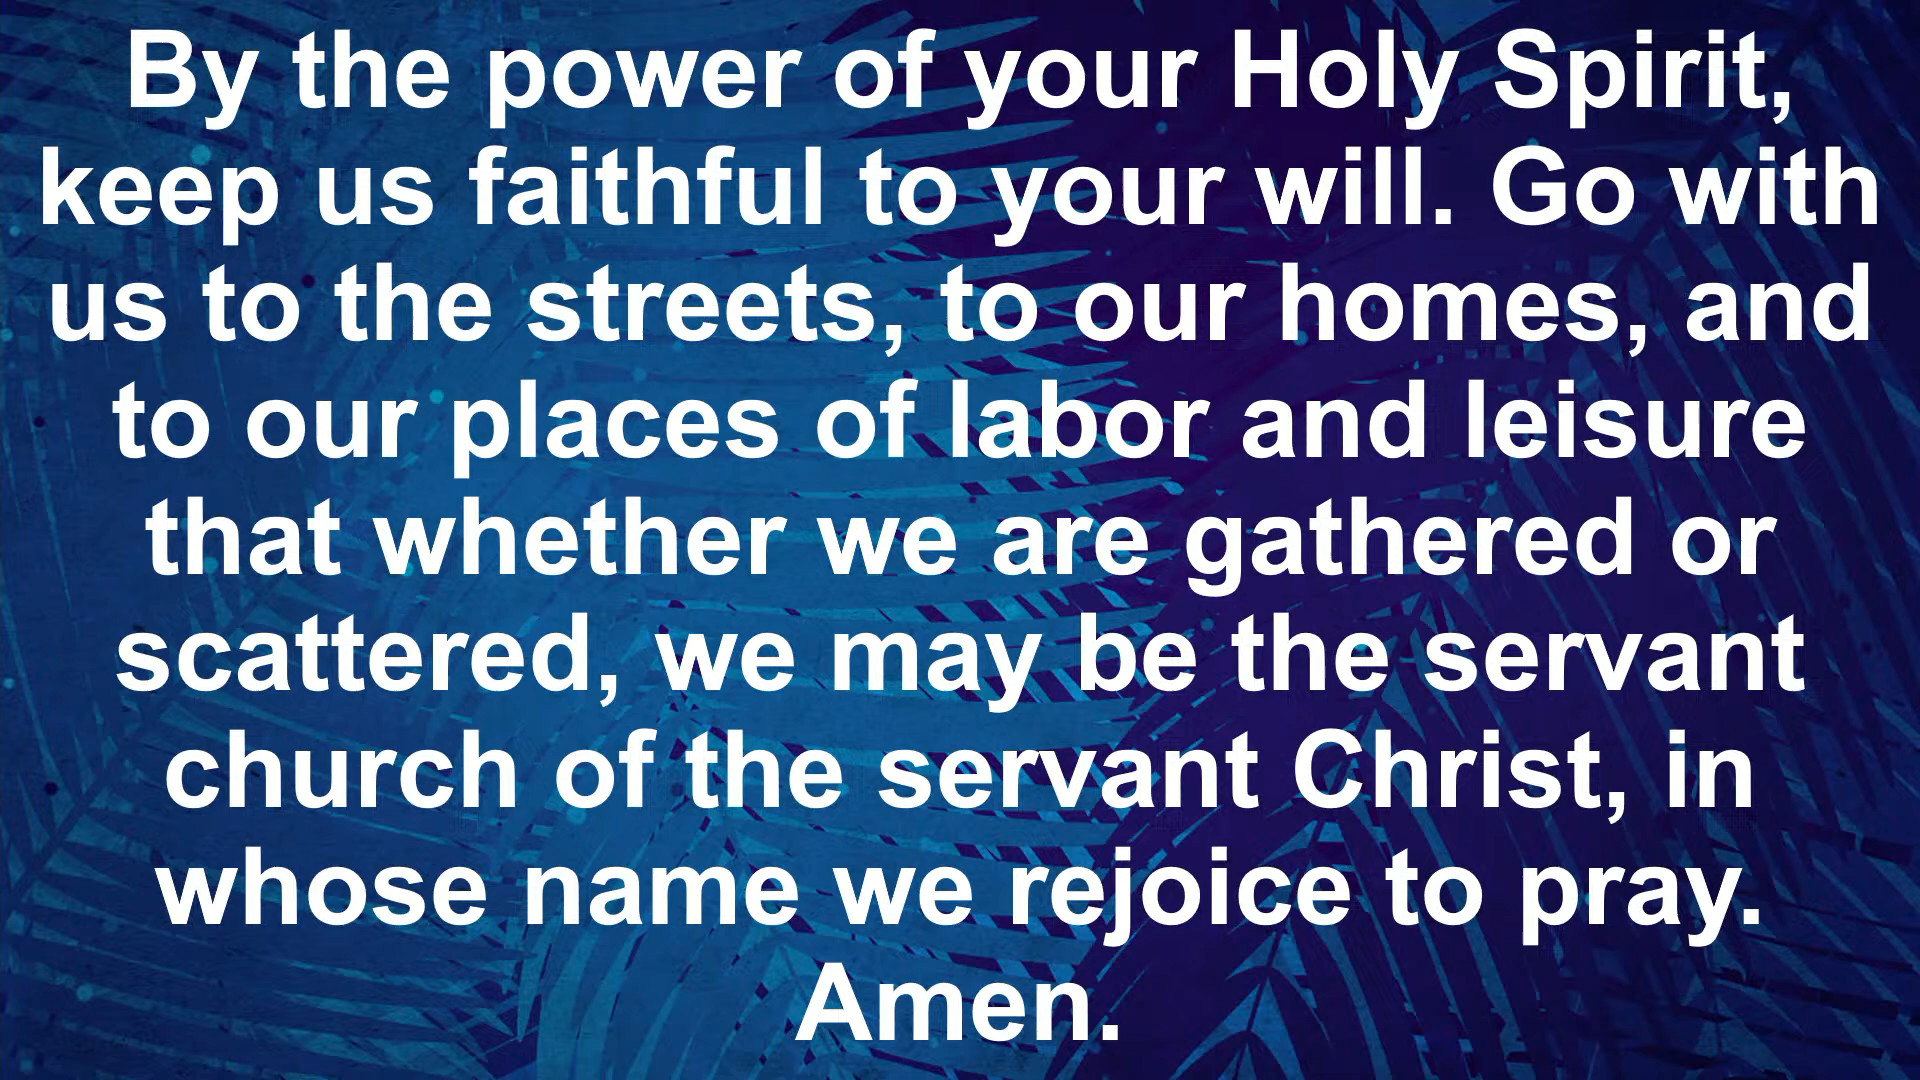 By the power of your Holy Spirit,
keep us faithful to your will. Go with
us to the streets, to our homes, and
to our places of labor and leisure
that whether we are gathered or
scattered, we may be the servant
church of the servant Christ, in
whose name we rejoice to pray.
Amen.